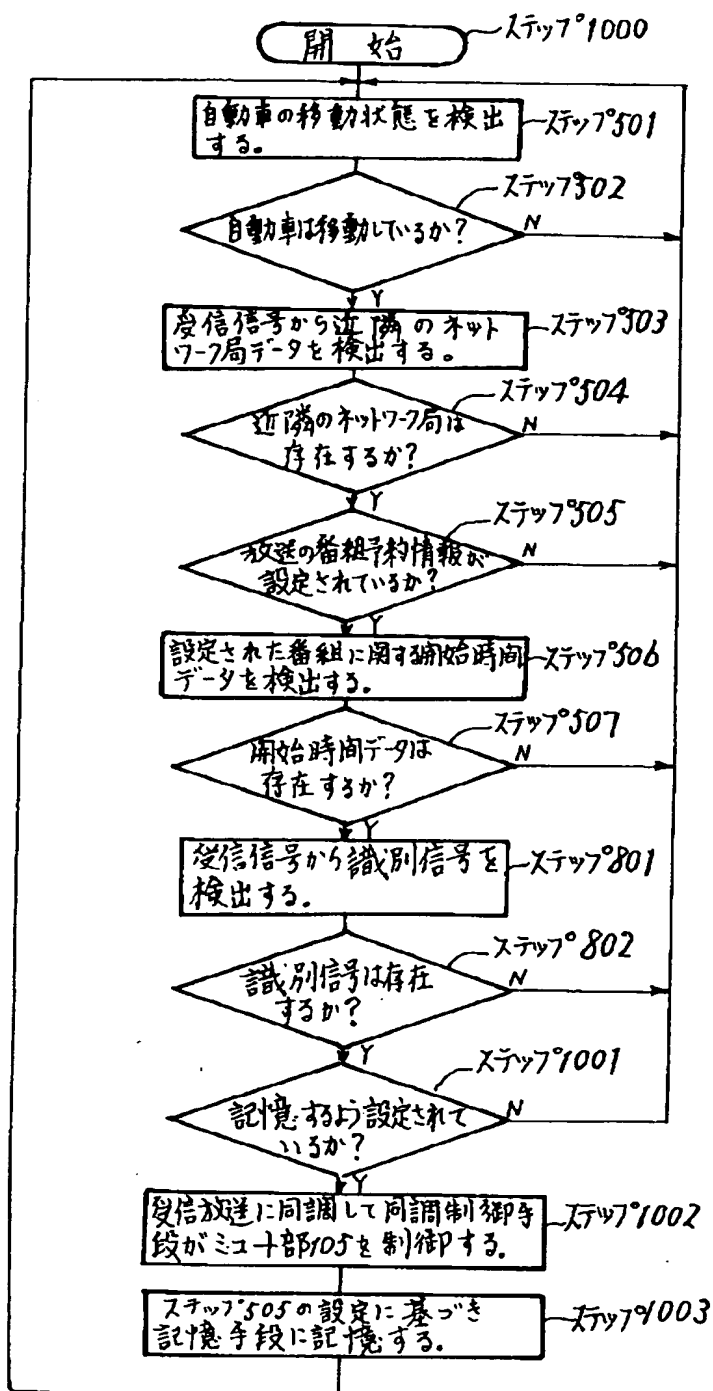 開 始
ステップ1000
自動車の移動状態を検出
する。
ステップ501
ステップ502
自動車は移動しているか?
N
Y
受信信号から近隣のネット
ワーク局データを検出する。
ステップ503
ステップ504
近隣のネットワーク局は
存在するか?
N
Y
ステップ505
放送の番組予約情報が
設定されているか?
N
Y
設定された番組に関する開始時間
データを検出する。
ステップ506
ステップ507
開始時間データは
存在するか?
N
Y
受信信号から識別信号を
検出する。
ステップ801
ステップ802
識別信号は存在
するか?
N
Y
ステップ1001
記憶するよう設定されて
いるか?
N
Y
受信放送に同調して同調制御手
段がミュート部105を制御する。
ステップ1002
ステップ505の設定に基づき
記憶手段に記憶する。
ステップ1003